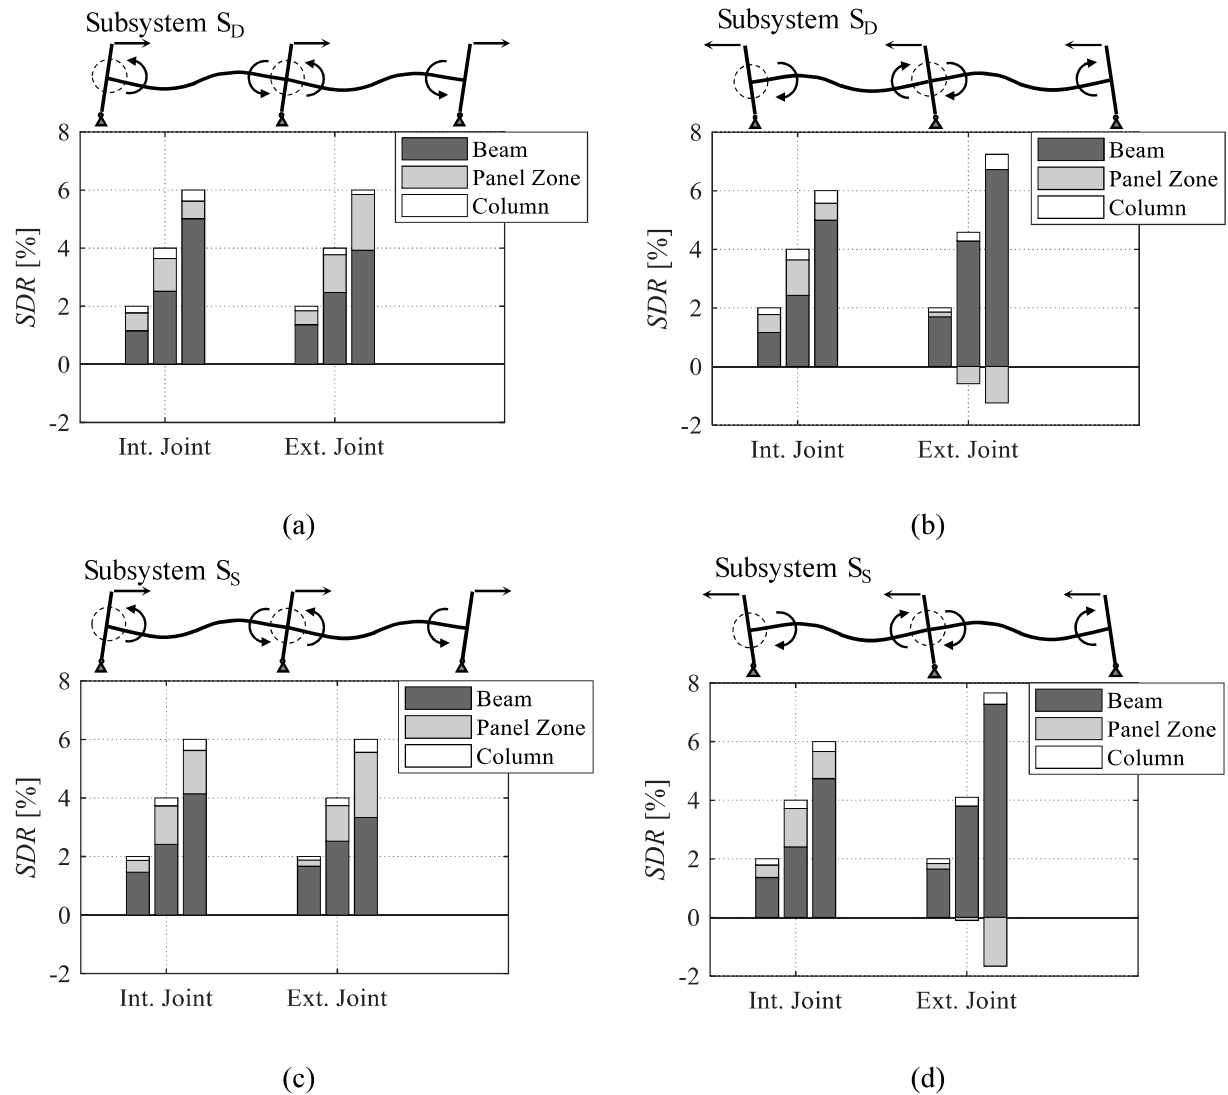 Subsystem S_D
8
6
4
2
0
-2
SDR [%]
Beam
Panel Zone
Column
Int. Joint Ext. Joint
(a)
Subsystem S_D
8
6
4
2
0
-2
SDR [%]
Beam
Panel Zone
Column
Int. Joint Ext. Joint
(b)
Subsystem S_S
8
6
4
2
0
-2
SDR [%]
Beam
Panel Zone
Column
Int. Joint Ext. Joint
(c)
Subsystem S_S
8
6
4
2
0
-2
SDR [%]
Beam
Panel Zone
Column
Int. Joint Ext. Joint
(d)